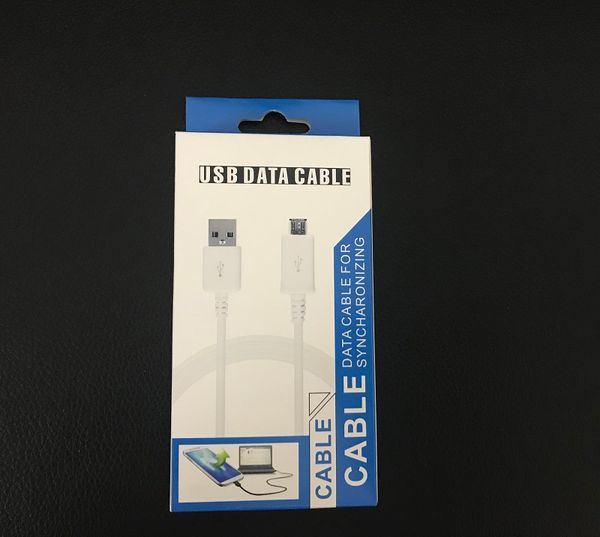 USB DATA CABLE
DATA CABLE FOR
SYNCHARONIZING
CABLE
CABLE